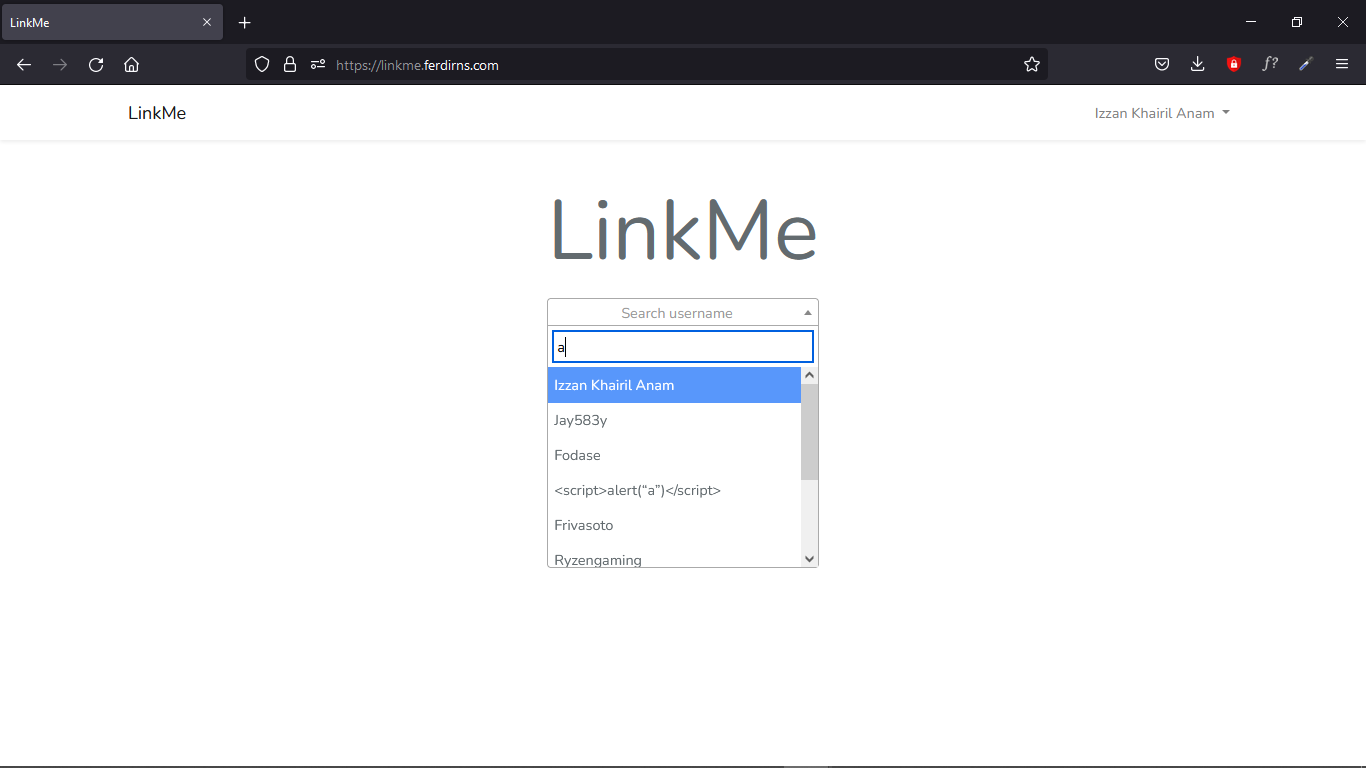 LinkMe
https://linkme.ferdirns.com
f?
LinkMe
Izzan Khairil Anam
LinkMe
Search username
a
Izzan Khairil Anam
Jay583y
Fodase
<script>alert(“a”)</script>
Frivasoto
Ryzengaming